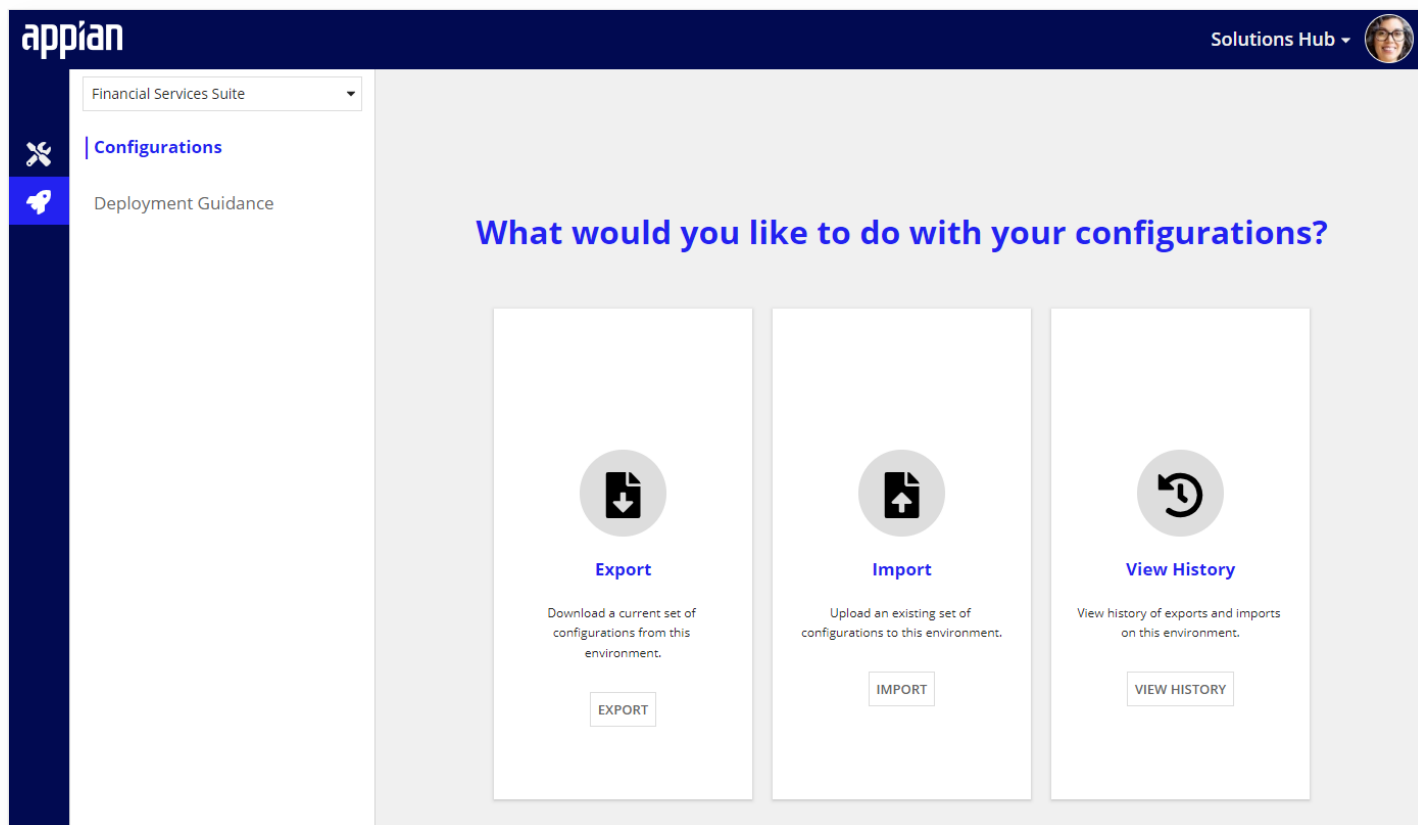 appian
Solutions Hub
Financial Services Suite
Configurations
Deployment Guidance
What would you like to do with your configurations?
Export
Download a current set of
configurations from this
environment.
EXPORT
Import
Upload an existing set of
configurations to this environment.
IMPORT
View History
View history of exports and imports
on this environment.
VIEW HISTORY